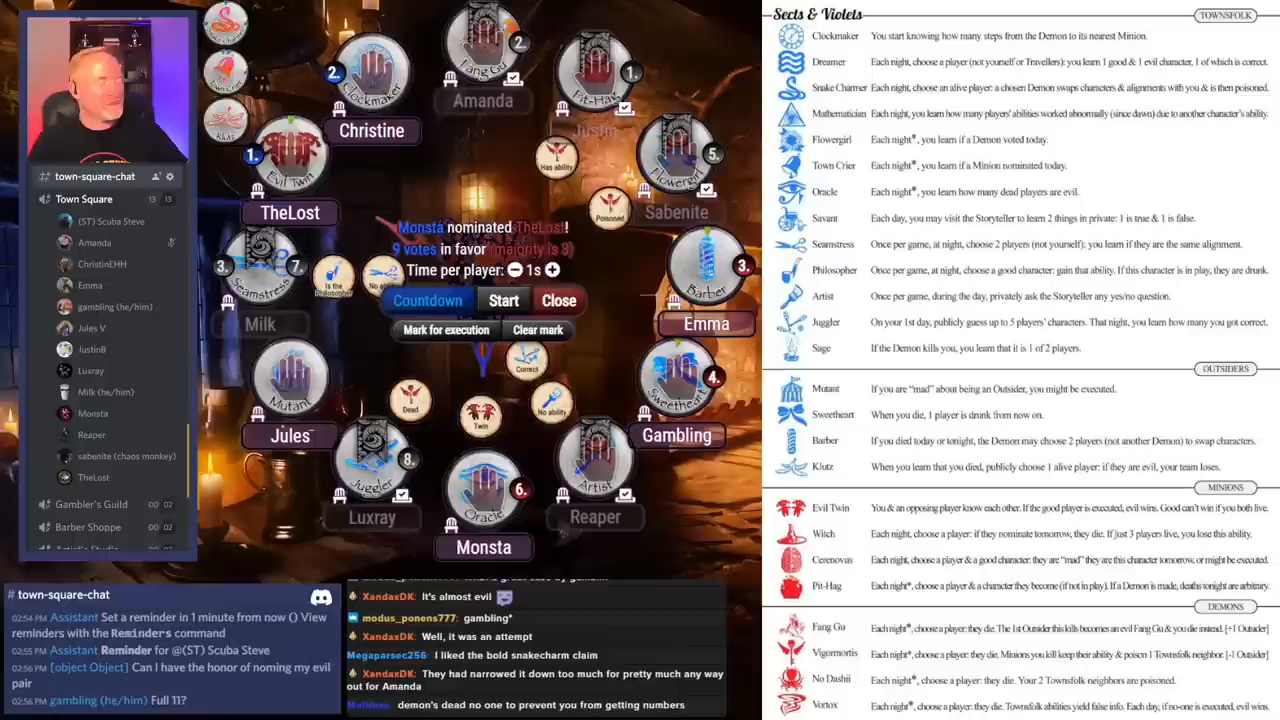 # town-square-chat
Town Square 13 13
(ST) Scuba Steve
Amanda
ChristinEHH
Emma
gambling (he/him)
Jules V
JustinB
Luxray
Milk (he/him)
Moosta
Reaper
sabenite (chaos monkey)
TheLost
Gambler's Guild 00 02
Barber Shoppe 00 02
2.
Clockmaker
Christine
2.
Fang Gu
Amanda
1.
Pit-Hag
Justin
Has ability
5.
Flowergirl
Sabenite
Poisoned
1.
Evil Twin
TheLost
3.
7.
Seamstress
Milk
Is the Philosopher
No ability
Monsta nominated TheLost!
9 votes in favor (majority is 3)
Time per player: 1s
Countdown
Start
Close
Mark for execution
Clear mark
3.
Barber
Emma
4.
Sweetheart
Gambling
Mutant
Jules
Dead
Twin
Correct
No ability
8.
Juggler
Luxray
6.
Oracle
Monsta
Artist
Reaper
# town-square-chat
02:54 PM Assistant Set a reminder in 1 minute from now () View
reminders with the Reminders command
02:55 PM Assistant Reminder for @(ST) Scuba Steve
02:56 PM [object Object] Can I have the honor of noming my evil
pair
02:56 PM gambling (he/him) Full 11?
XandaxDK: It's almost evil
modus_ponens777: gambling*
XandaxDK: Well, it was an attempt
Megaparsec256: I liked the bold snakecharm claim
XandaxDK: They had narrowed it down too much for pretty much any way
out for Amanda
demon's dead no one to prevent you from getting numbers
Sects & Violets
TOWNSFOLK
Clockmaker You start knowing how many steps from the Demon to its nearest Minion.
Dreamer Each night, choose a player (not yourself or Travellers): you learn 1 good & 1 evil character, 1 of which is correct.
Snake Charmer Each night, choose an alive player: a chosen Demon swaps characters & alignments with you & is then poisoned.
Mathematician Each night, you learn how many players' abilities worked abnormally (since dawn) due to another character's ability.
Flowergirl Each night*, you learn if a Demon voted today.
Town Crier Each night*, you learn if a Minion nominated today.
Oracle Each night*, you learn how many dead players are evil.
Savant Each day, you may visit the Storyteller to learn 2 things in private: 1 is true & 1 is false.
Seamstress Once per game, at night, choose 2 players (not yourself): you learn if they are the same alignment.
Philosopher Once per game, at night, choose a good character: gain that ability. If this character is in play, they are drunk.
Artist Once per game, during the day, privately ask the Storyteller any yes/no question.
Juggler On your 1st day, publicly guess up to 5 players' characters. That night, you learn how many you got correct.
Sage If the Demon kills you, you learn that it is 1 of 2 players.
OUTSIDERS
Mutant If you are "mad" about being an Outsider, you might be executed.
Sweetheart When you die, 1 player is drunk from now on.
Barber If you died today or tonight, the Demon may choose 2 players (not another Demon) to swap characters.
Klutz When you learn that you died, publicly choose 1 alive player: if they are evil, your team loses.
MINIONS
Evil Twin You & an opposing player know each other. If the good player is executed, evil wins. Good can't win if you both live.
Witch Each night, choose a player: if they nominate tomorrow, they die. If just 3 players live, you lose this ability.
Cerenovus Each night, choose a player & a good character: they are "mad" they are this character tomorrow, or might be executed.
Pit-Hag Each night*, choose a player & a character they become (if not in play). If a Demon is made, deaths tonight are arbitrary.
DEMONS
Fang Gu Each night*, choose a player: they die. The 1st Outsider this kills becomes an evil Fang Gu & you die instead. [+1 Outsider]
Vigormortis Each night*, choose a player: they die. Minions you kill keep their ability & poison 1 Townsfolk neighbor. [-1 Outsider]
No Dashii Each night*, choose a player: they die. Your 2 Townsfolk neighbors are poisoned.
Vortox Each night*, choose a player: they die. Townsfolk abilities yield false info. Each day, if no-one is executed, evil wins.